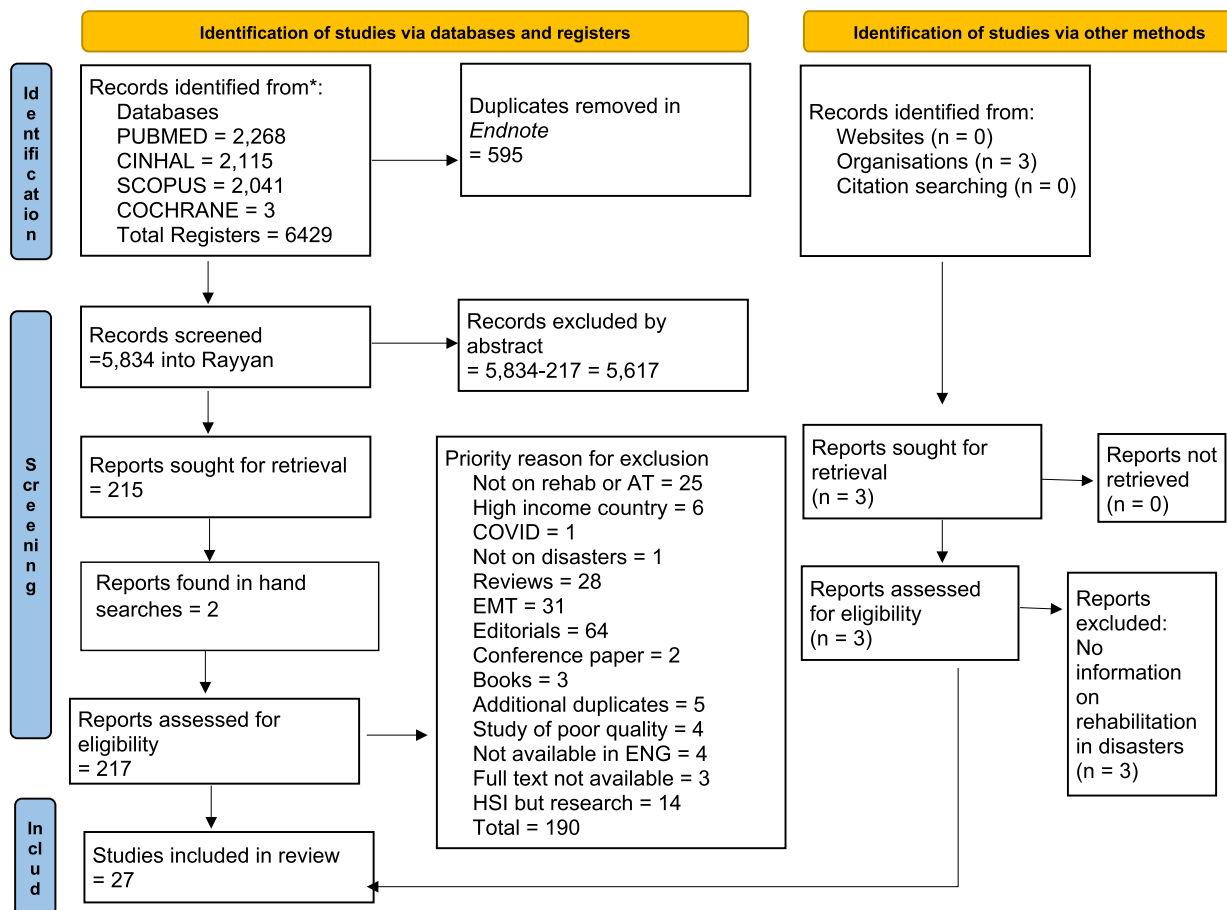 Identification of studies via databases and registers
Identification of studies via other methods
Id
e
nt
ifi
c
at
io
n
Records identified from*:
Databases
PUBMED = 2,268
CINHAL = 2,115
SCOPUS = 2,041
COCHRANE = 3
Total Registers = 6429
Duplicates removed in
Endnote
= 595
Records identified from:
Websites (n = 0)
Organisations (n = 3)
Citation searching (n = 0)
S
cr
e
e
ni
n
g
Records screened
=5,834 into Rayyan
Records excluded by
abstract
= 5,834-217 = 5,617
Reports sought for retrieval
= 215
Reports found in hand
searches = 2
Reports assessed for
eligibility
= 217
Priority reason for exclusion
Not on rehab or AT = 25
High income country = 6
COVID = 1
Not on disasters = 1
Reviews = 28
EMT = 31
Editorials = 64
Conference paper = 2
Books = 3
Additional duplicates = 5
Study of poor quality = 4
Not available in ENG = 4
Full text not available = 3
HSI but research = 14
Total = 190
Reports sought for
retrieval
(n = 3)
Reports not
retrieved
(n = 0)
Reports assessed
for eligibility
(n = 3)
Reports
excluded:
No
information
on
rehabilitation
in disasters
(n = 3)
In
cl
u
d
Studies included in review
= 27